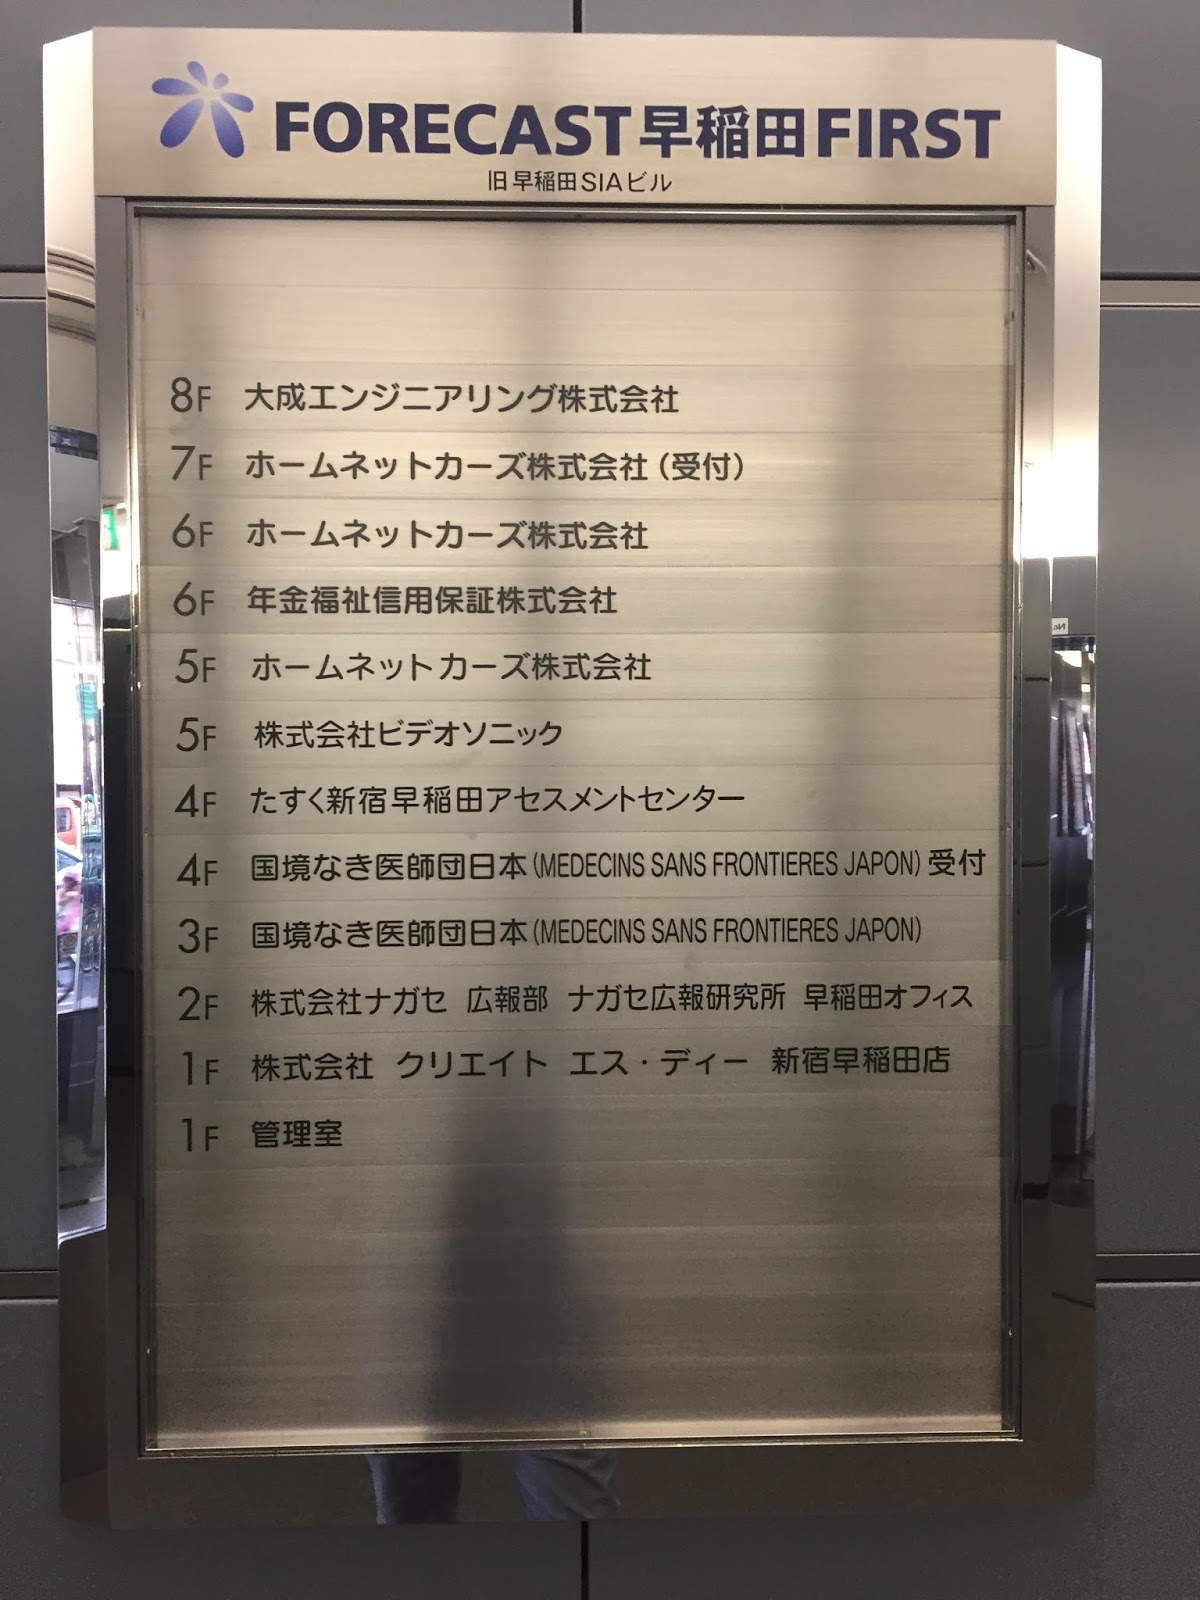 FORECAST早稲田FIRST
旧早稲田SIAビル
8F 大成エンジニアリング株式会社
7F ホームネットカーズ株式会社(受付)
6F ホームネットカーズ株式会社
6F 年金福祉信用保証株式会社
5F ホームネットカーズ株式会社
5F 株式会社ビデオソニック
4F たすく新宿早稲田アセスメントセンター
4F 国境なき医師団日本(MEDECINS SANS FRONTIERES JAPON)受付
3F 国境なき医師団日本(MEDECINS SANS FRONTIERES JAPON)
2F 株式会社ナガセ 広報部 ナガセ広報研究所 早稲田オフィス
1F 株式会社 クリエイト エス・ディー 新宿早稲田店
1F 管理室